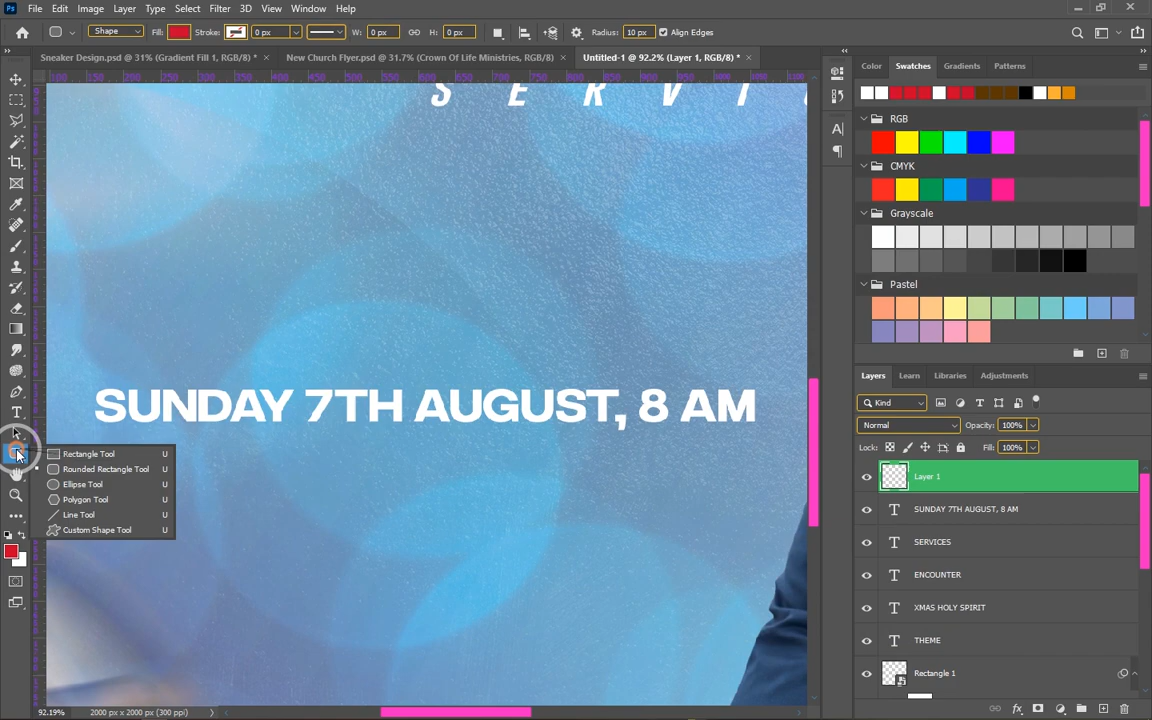 Ps File Edit Image Layer Type Select Filter 3D View Window Help
Shape Fill: Stroke: 0 px W: 0 px H: 0 px Radius: 10 px Align Edges
Sneaker Design.psd @ 31% (Gradient Fill 1, RGB/8) * × New Church Flyer.psd @ 31.7% (Crown Of Life Ministries, RGB/8) × Untitled-1 @ 92.2% (Layer 1, RGB/8) * ×
Color Swatches Gradients Patterns
RGB
CMYK
Grayscale
Pastel
SERVI
SUNDAY 7TH AUGUST, 8 AM
Rectangle Tool U
Rounded Rectangle Tool U
Ellipse Tool U
Polygon Tool U
Line Tool U
Custom Shape Tool U
Layers Learn Libraries Adjustments
Kind
Normal Opacity: 100%
Lock: Fill: 100%
Layer 1
T SUNDAY 7TH AUGUST, 8 AM
T SERVICES
T ENCOUNTER
T XMAS HOLY SPIRIT
T THEME
Rectangle 1
fx
92.19% 2000 px x 2000 px (300 ppi)